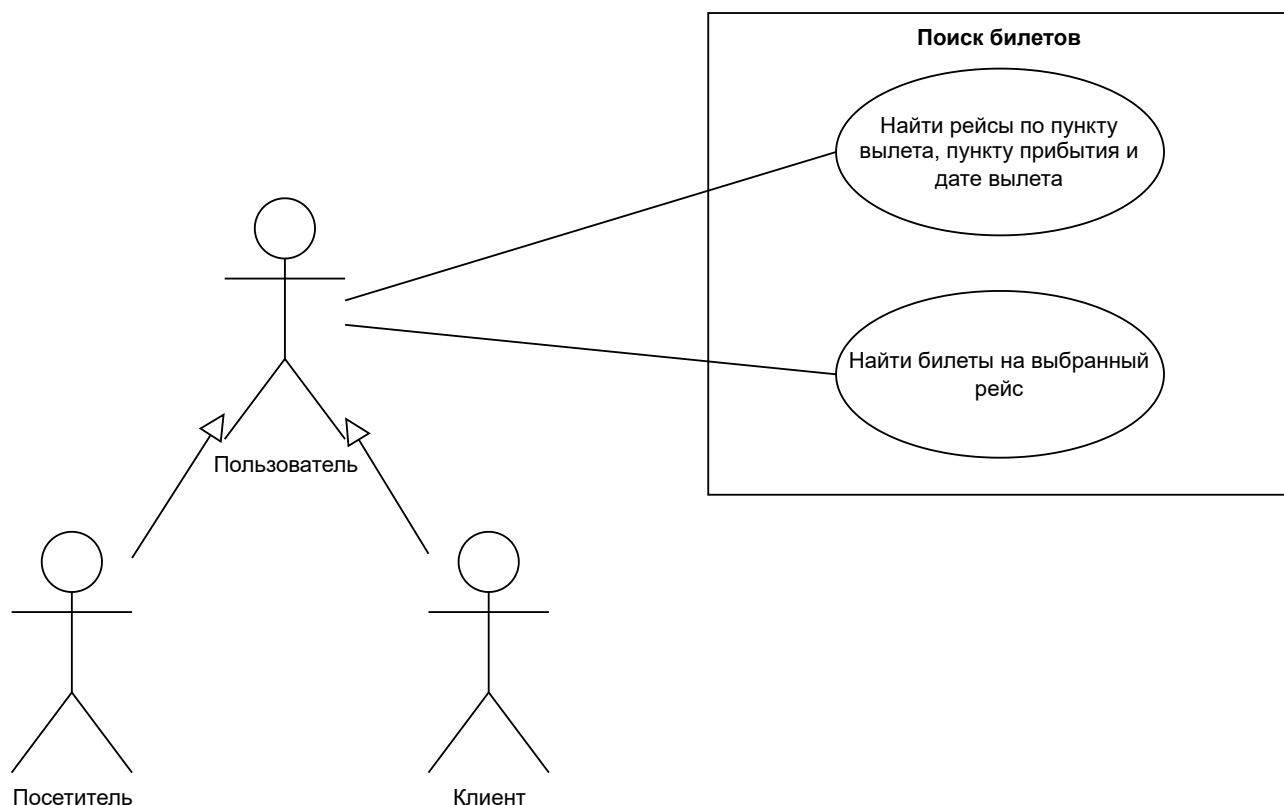 Поиск билетов
Найти рейсы по пункту
вылета, пункту прибытия и
дате вылета
Найти билеты на выбранный
рейс
Пользователь
Посетитель
Клиент